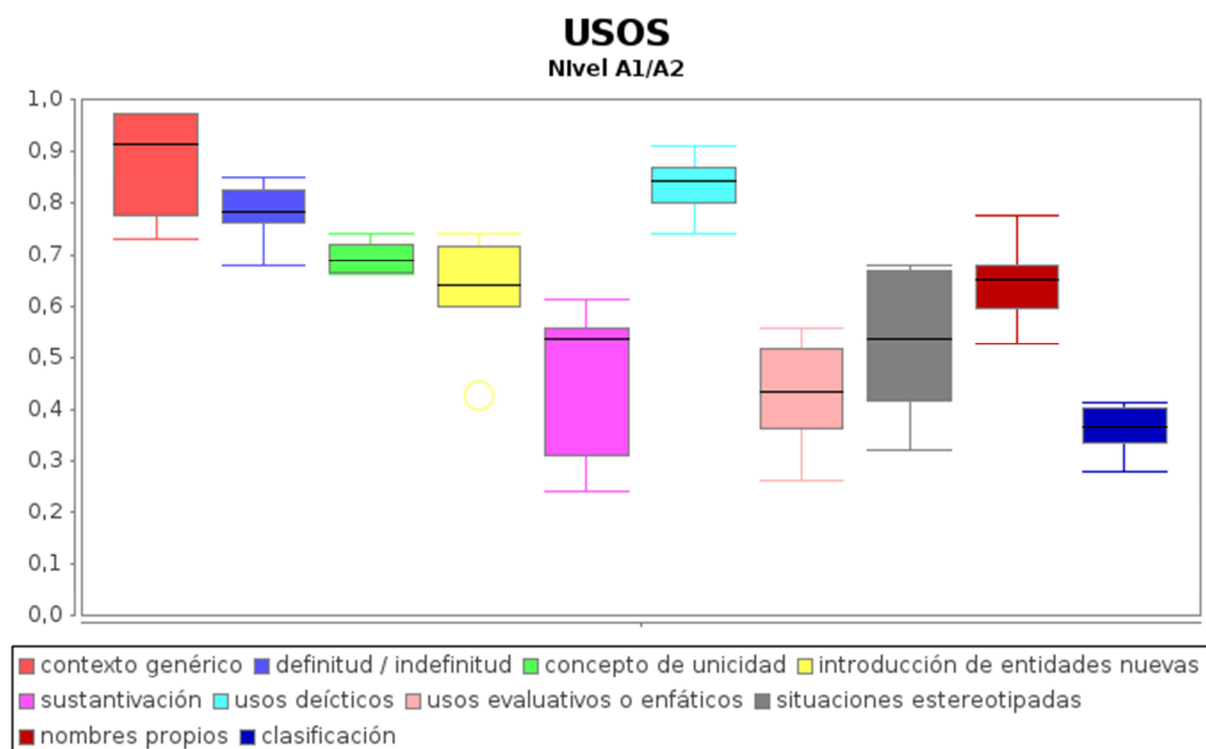 USOS
NIvel A1/A2
1,0
0,9
0,8
0,7
0,6
0,5
0,4
0,3
0,2
0,1
0,0
contexto genérico definitud / indefinitud concepto de unicidad introducción de entidades nuevas
sustantivación usos deícticos usos evaluativos o enfáticos situaciones estereotipadas
nombres propios clasificación